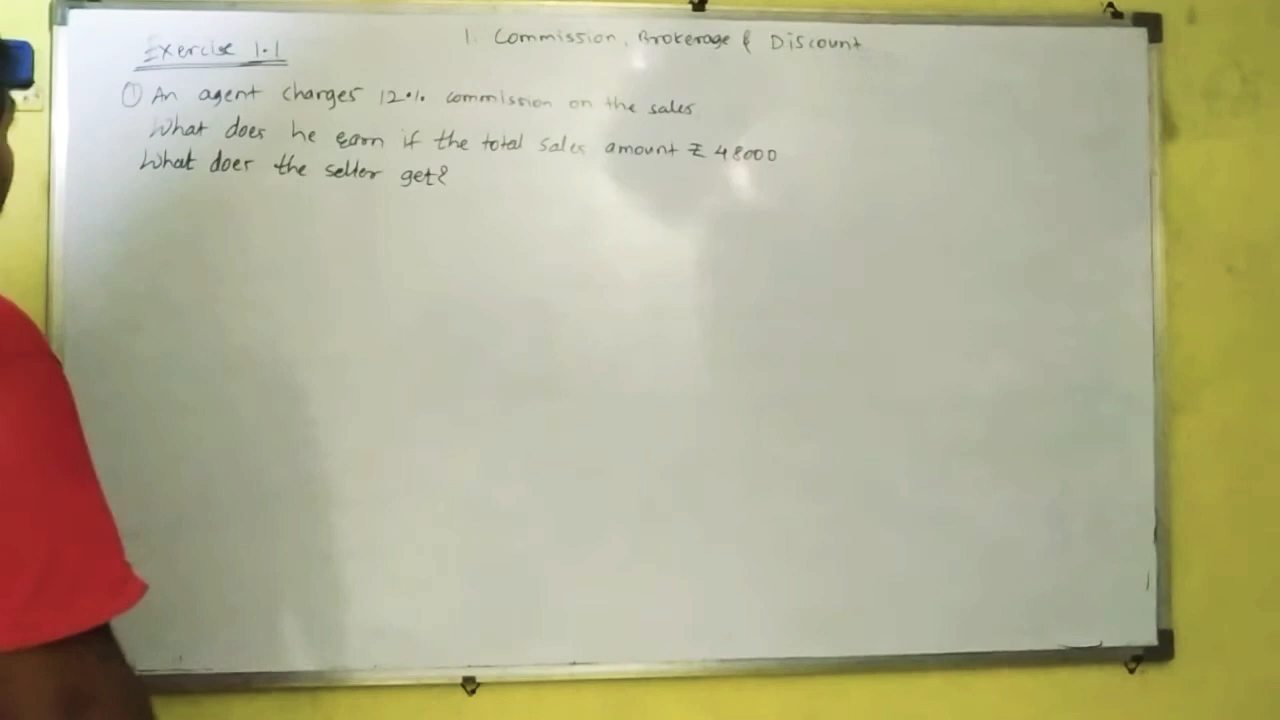 1. Commission, Brokerage & Discount
Exercise 1.1
① An agent charges 12% commission on the sales
What does he earn if the total sales amount ₹ 48000
What does the seller get?